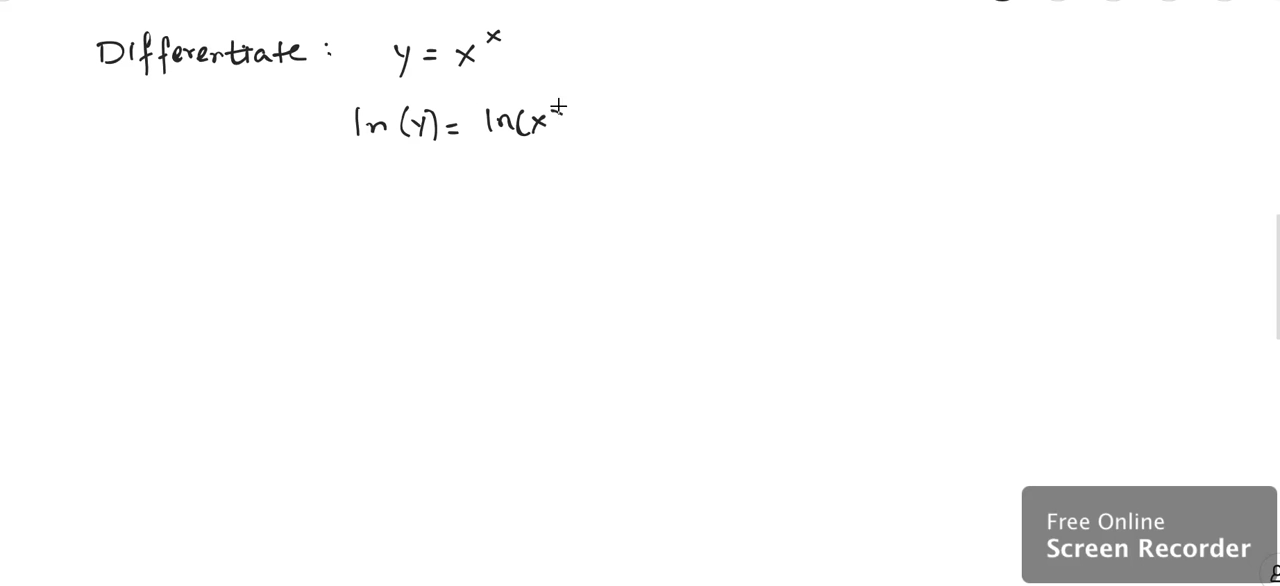 Differentiate : y = x^x
ln (y) = ln(x
Free Online
Screen Recorder